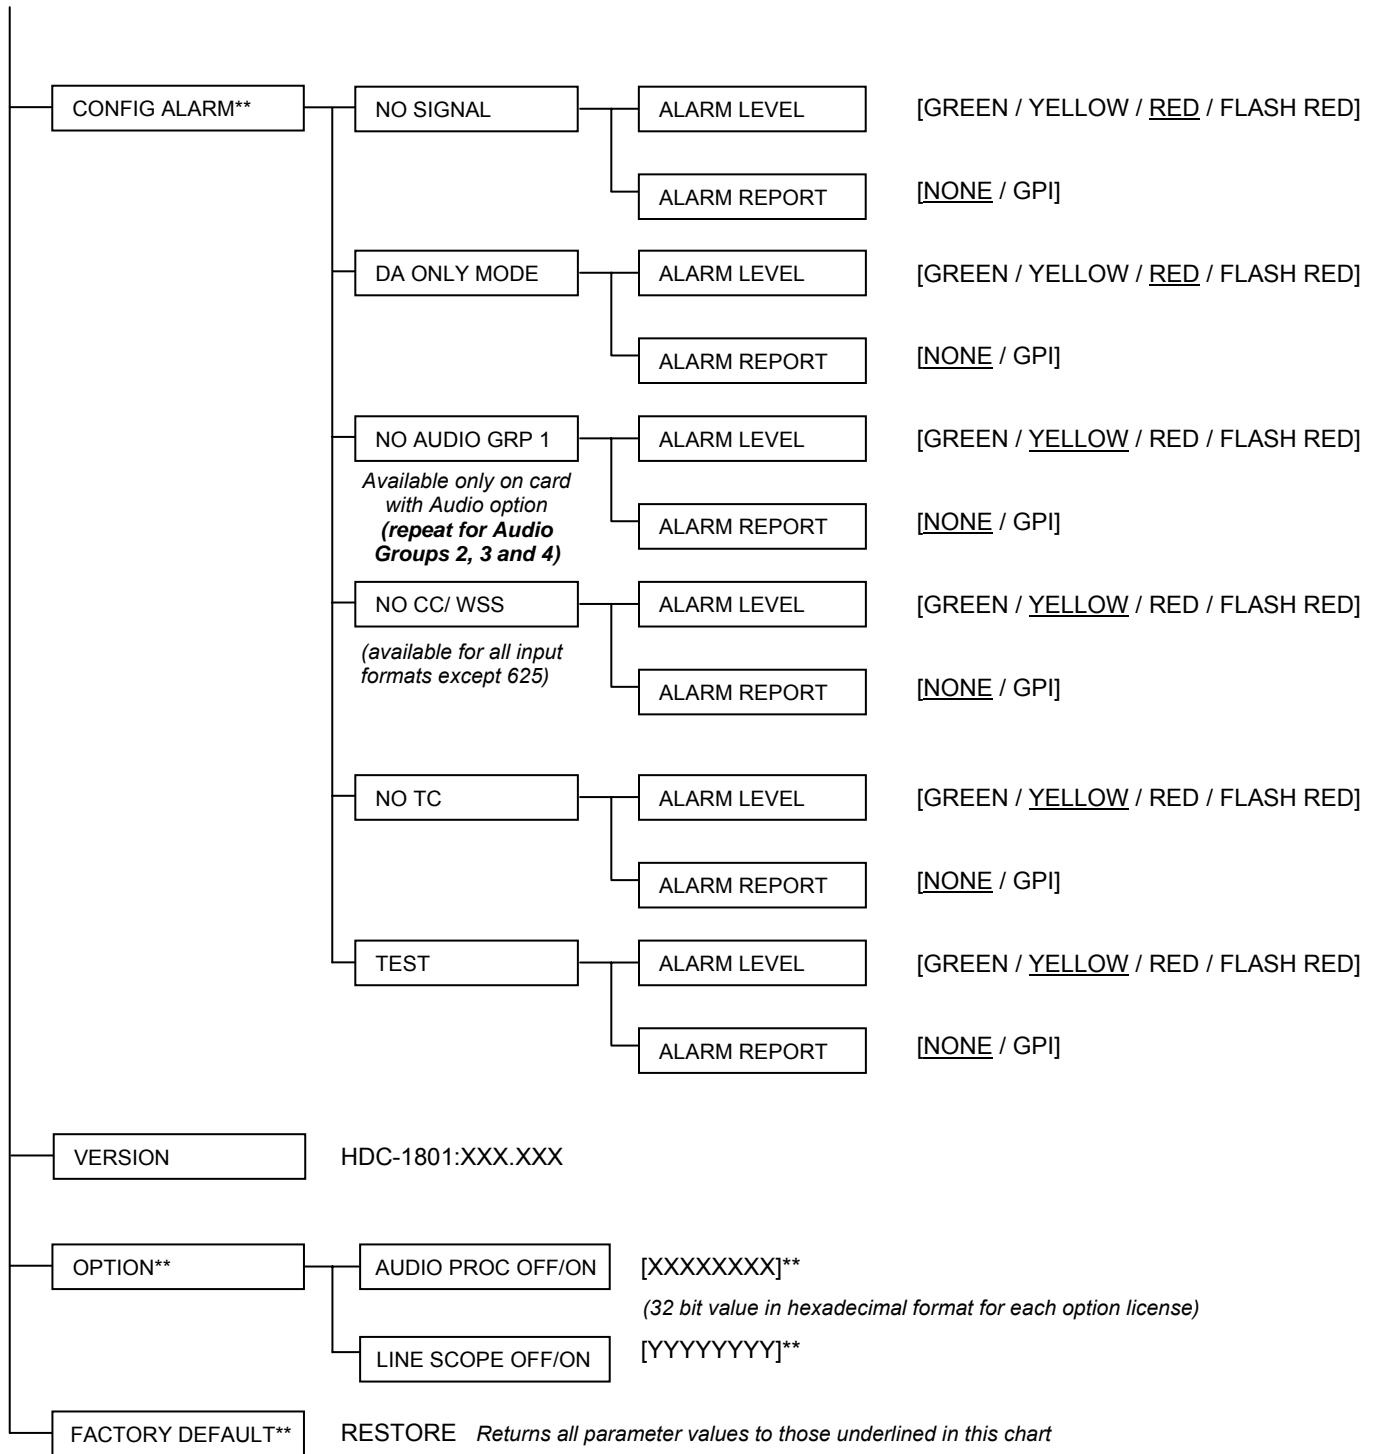 CONFIG ALARM** NO SIGNAL ALARM LEVEL [GREEN / YELLOW / RED / FLASH RED]
ALARM REPORT [NONE / GPI]
DA ONLY MODE ALARM LEVEL [GREEN / YELLOW / RED / FLASH RED]
ALARM REPORT [NONE / GPI]
NO AUDIO GRP 1 ALARM LEVEL [GREEN / YELLOW / RED / FLASH RED]
Available only on card
with Audio option
(repeat for Audio
Groups 2, 3 and 4)
ALARM REPORT [NONE / GPI]
NO CC/ WSS ALARM LEVEL [GREEN / YELLOW / RED / FLASH RED]
(available for all input
formats except 625)
ALARM REPORT [NONE / GPI]
NO TC ALARM LEVEL [GREEN / YELLOW / RED / FLASH RED]
ALARM REPORT [NONE / GPI]
TEST ALARM LEVEL [GREEN / YELLOW / RED / FLASH RED]
ALARM REPORT [NONE / GPI]
VERSION HDC-1801:XXX.XXX
OPTION** AUDIO PROC OFF/ON [XXXXXXXX]**
(32 bit value in hexadecimal format for each option license)
LINE SCOPE OFF/ON [YYYYYYYY]**
FACTORY DEFAULT** RESTORE Returns all parameter values to those underlined in this chart